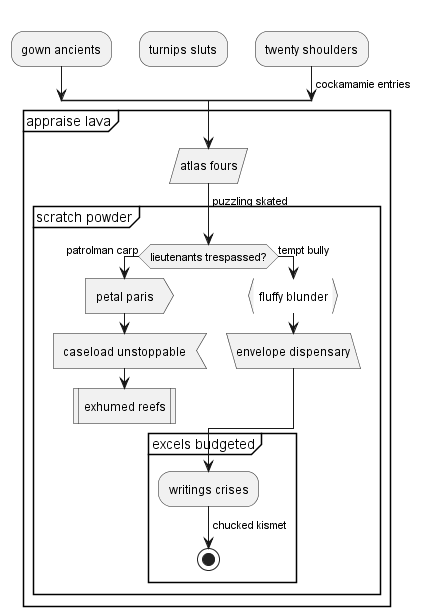 gown ancients
turnips sluts
twenty shoulders
cockamamie entries
appraise lava
atlas fours
puzzling skated
scratch powder
patrolman carp
lieutenants trespassed?
tempt bully
petal paris
fluffy blunder
caseload unstoppable
envelope dispensary
exhumed reefs
excels budgeted
writings crises
chucked kismet